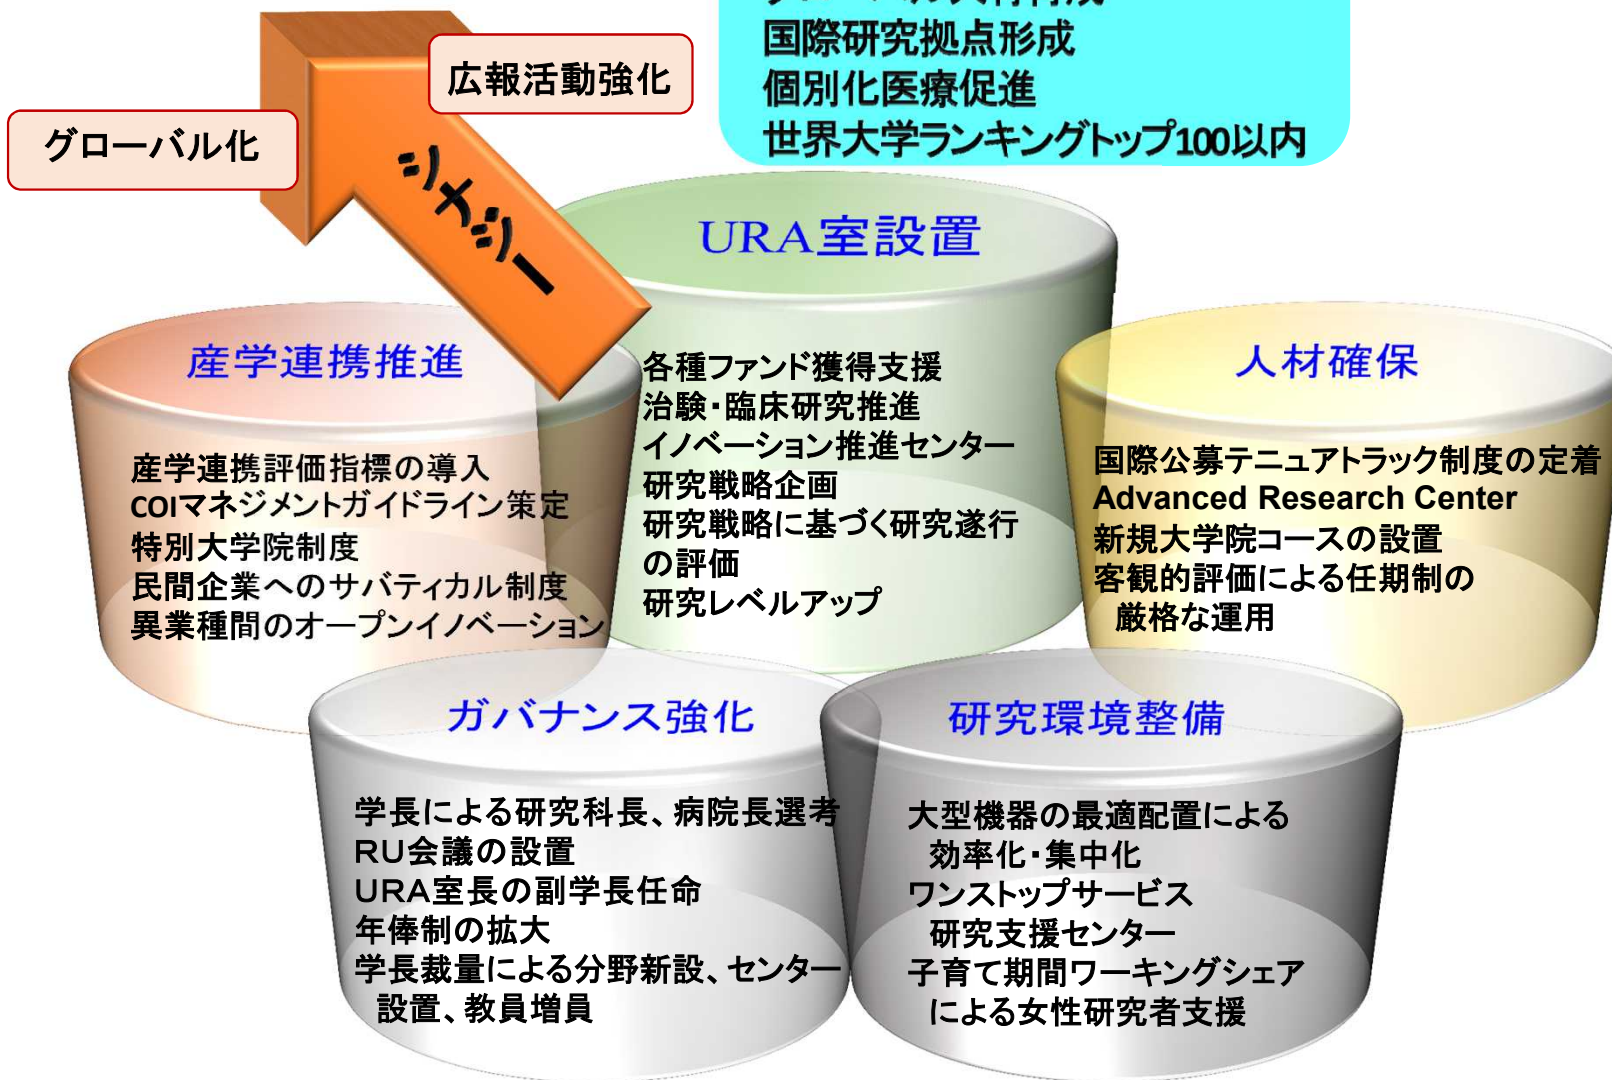 国際研究拠点形成
個別化医療促進
世界大学ランキングトップ100以内
広報活動強化
グローバル化
シナジー
URA室設置
各種ファンド獲得支援
治験・臨床研究推進
イノベーション推進センター
研究戦略企画
研究戦略に基づく研究遂行
の評価
研究レベルアップ
産学連携推進
産学連携評価指標の導入
COIマネジメントガイドライン策定
特別大学院制度
民間企業へのサバティカル制度
異業種間のオープンイノベーション
人材確保
国際公募テニュアトラック制度の定着
Advanced Research Center
新規大学院コースの設置
客観的評価による任期制の
厳格な運用
ガバナンス強化
学長による研究科長、病院長選考
RU会議の設置
URA室長の副学長任命
年俸制の拡大
学長裁量による分野新設、センター
設置、教員増員
研究環境整備
大型機器の最適配置による
効率化・集中化
ワンストップサービス
研究支援センター
子育て期間ワーキングシェア
による女性研究者支援